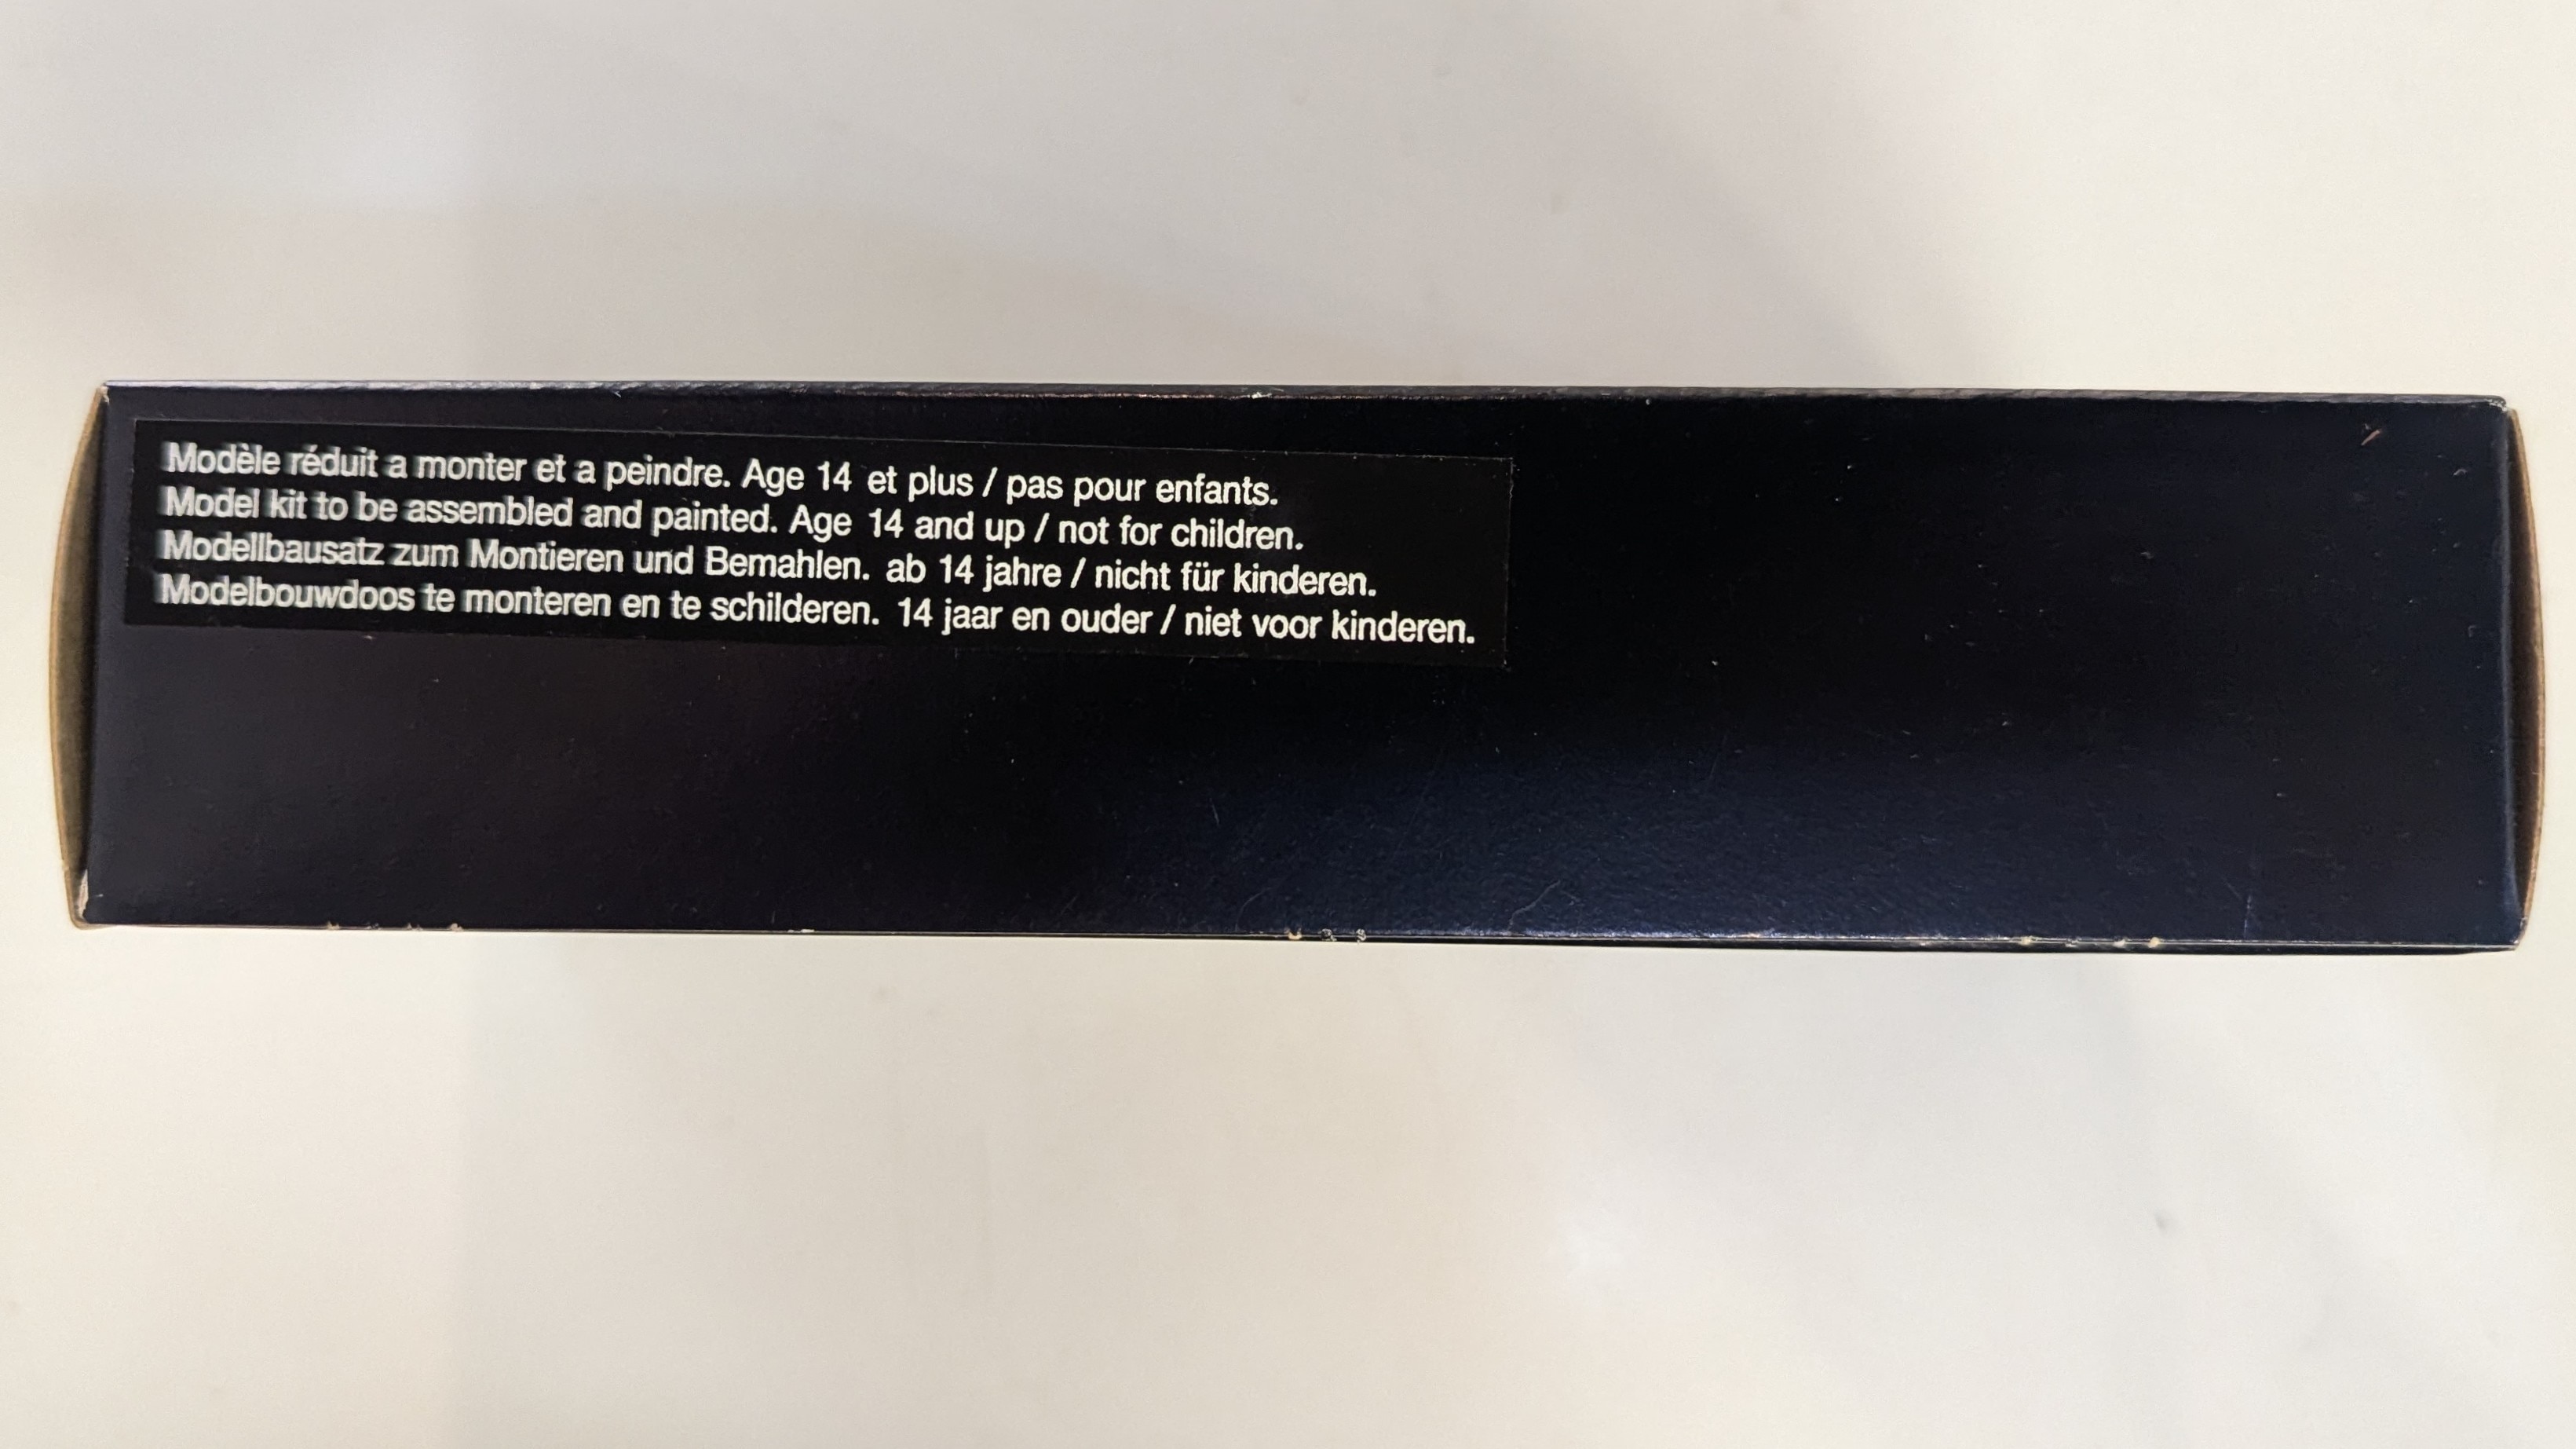 Modèle réduit a monter et a peindre. Age 14 et plus / pas pour enfants.
Model kit to be assembled and painted. Age 14 and up / not for children.
Modellbausatz zum Montieren und Bemahlen. ab 14 jahre / nicht für kinderen.
Modelbouwdoos te monteren en te schilderen. 14 jaar en ouder / niet voor kinderen.